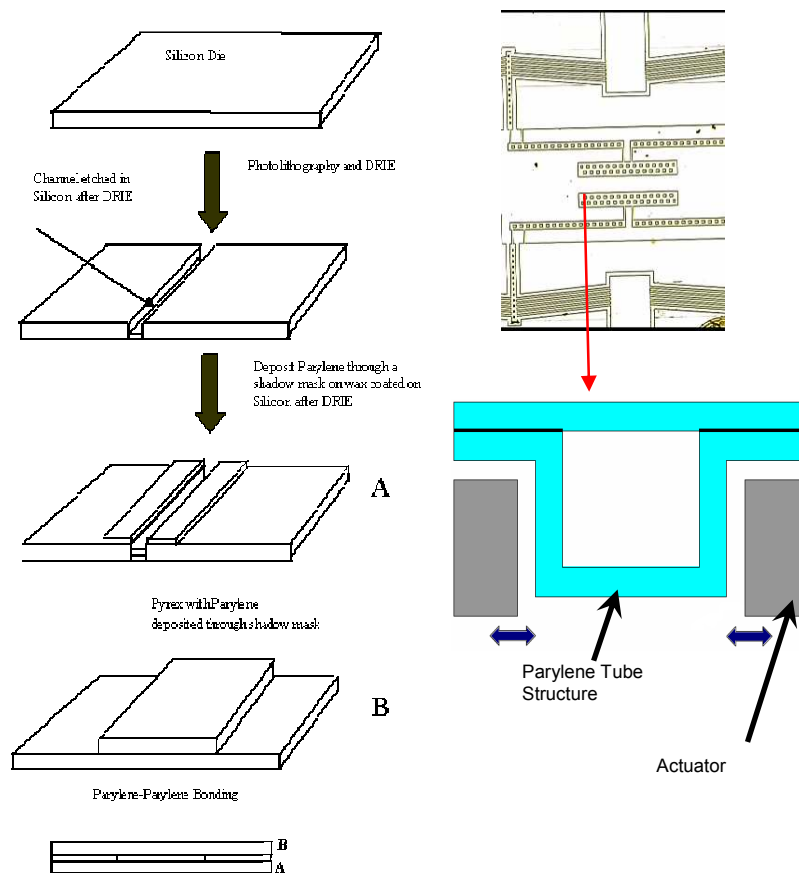 Silicon Die
Photolithography and DRIE
Channel etched in
Silicon after DRIE
Deposit Parylene through a
shadow mask on wax coated on
Silicon after DRIE
A
Pyrex with Parylene
deposited through shadow mask
B
Parylene-Parylene Bonding
B
A
Parylene Tube
Structure
Actuator